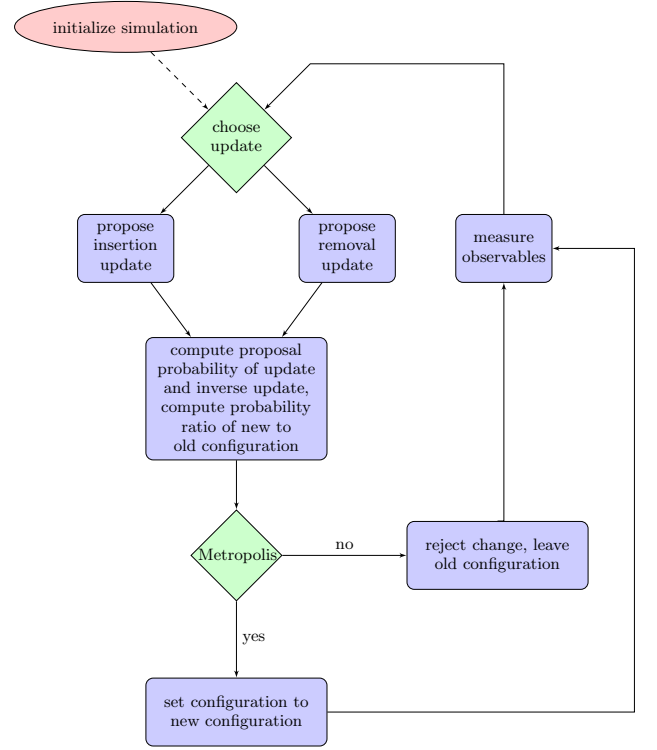 initialize simulation
choose
update
propose
insertion
update
propose
removal
update
measure
observables
compute proposal
probability of update
and inverse update,
compute probability
ratio of new to
old configuration
Metropolis
no
reject change, leave
old configuration
yes
set configuration to
new configuration